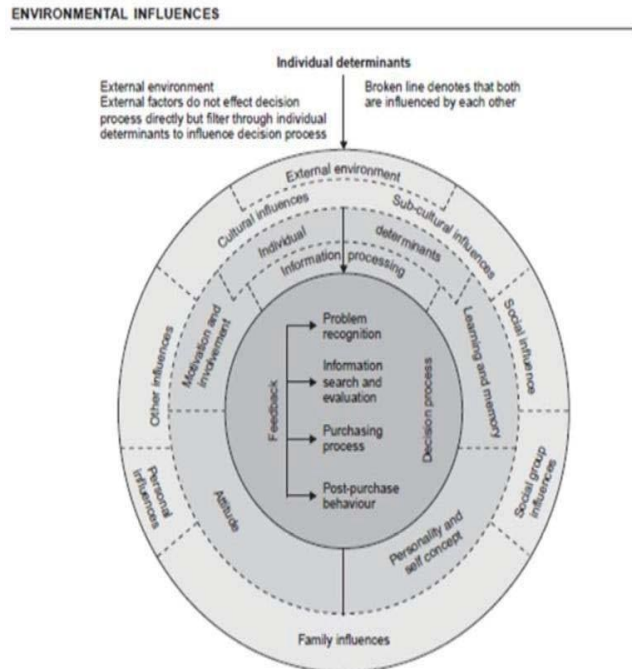 ENVIRONMENTAL INFLUENCES
Individual determinants
External environment
External factors do not effect decision
process directly but filter through individual
determinants to influence decision process
Broken line denotes that both
are influenced by each other
External environment
Cultural influences
Sub-cultural influences
Individual
determinants
Information processing
Other influences
Motivation and
involvement
Learning and memory
Social influence
Feedback
Problem
recognition
Information
search and
evaluation
Purchasing
process
Post-purchase
behaviour
Decision process
Personal
influences
Attitude
Personality and
self concept
Social group
influences
Family influences